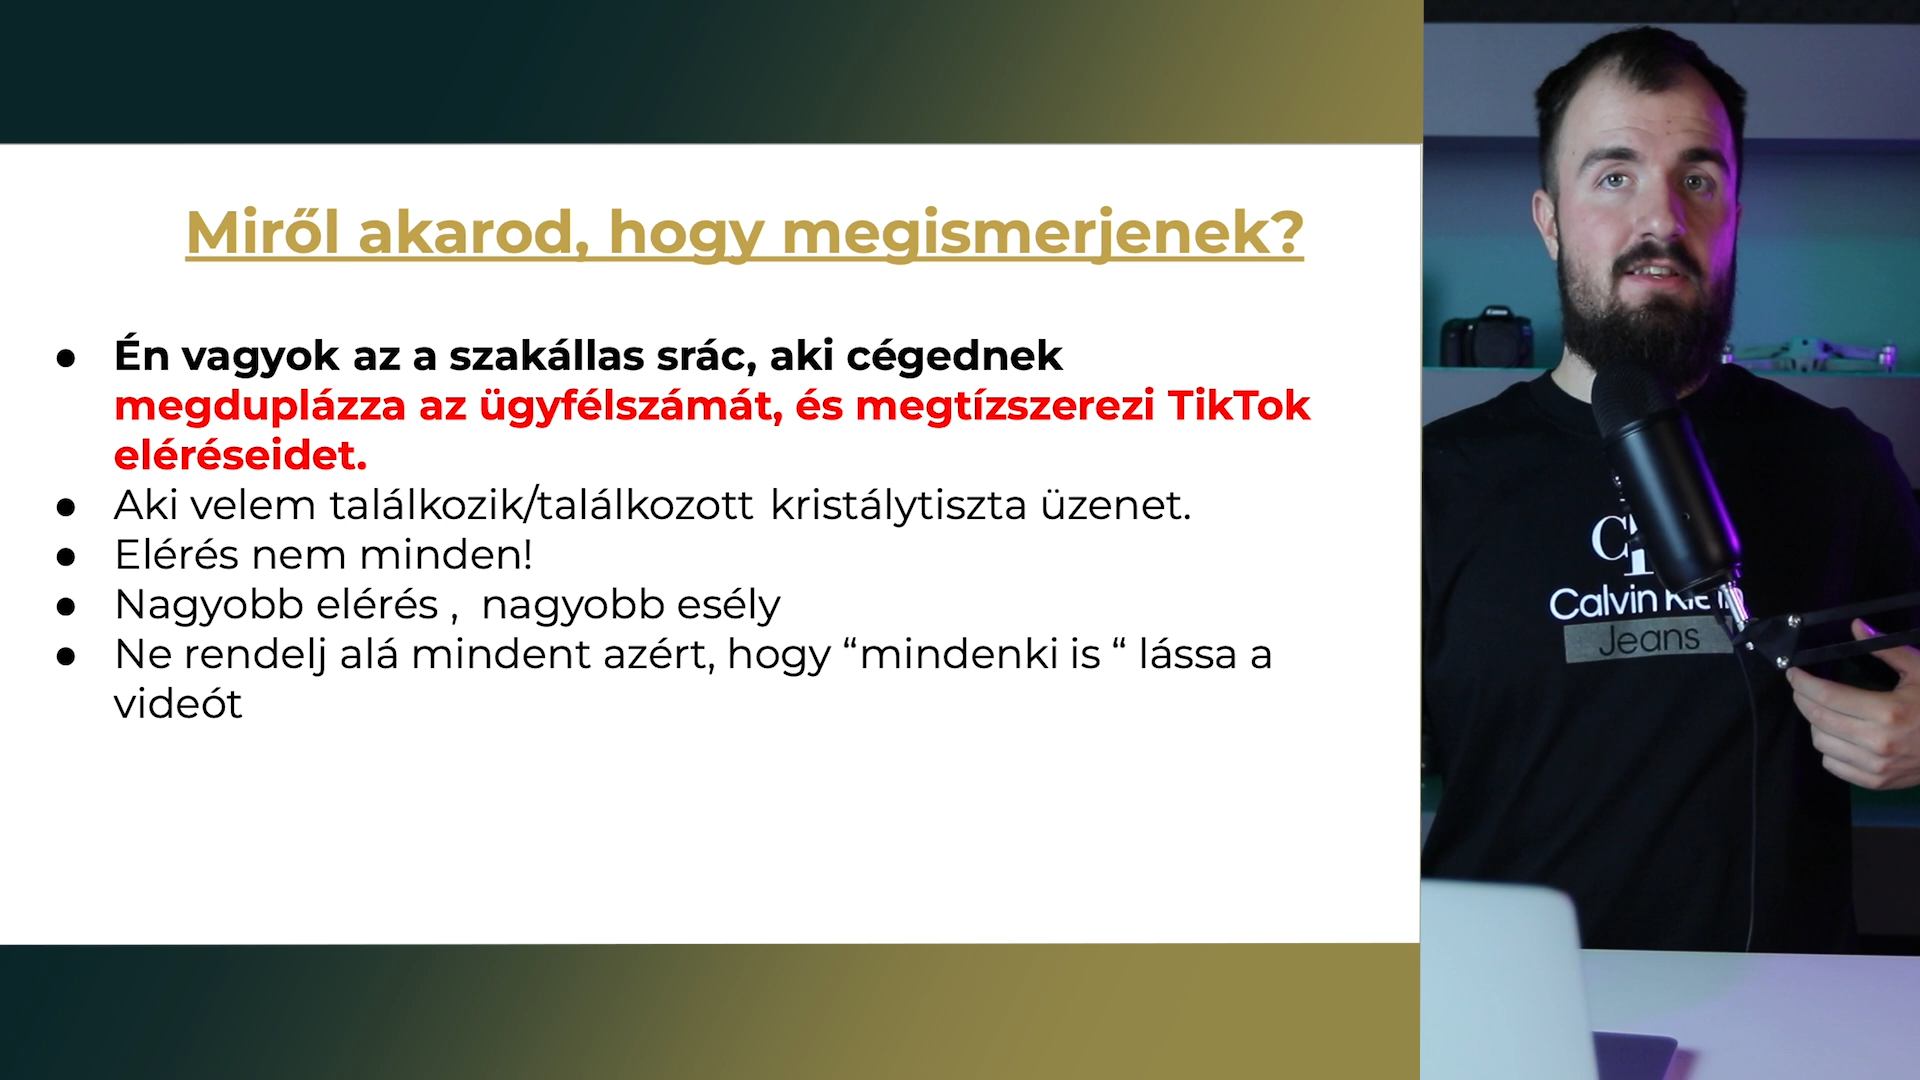 Miről akarod, hogy megismerjenek?
● Én vagyok az a szakállas srác, aki cégednek
megduplázza az ügyfélszámát, és megtízszerezi TikTok
eléréseidet.
● Aki velem találkozik/találkozott kristálytiszta üzenet.
● Elérés nem minden!
● Nagyobb elérés , nagyobb esély
● Ne rendelj alá mindent azért, hogy “mindenki is “ lássa a
videót
Calvin
Jeans